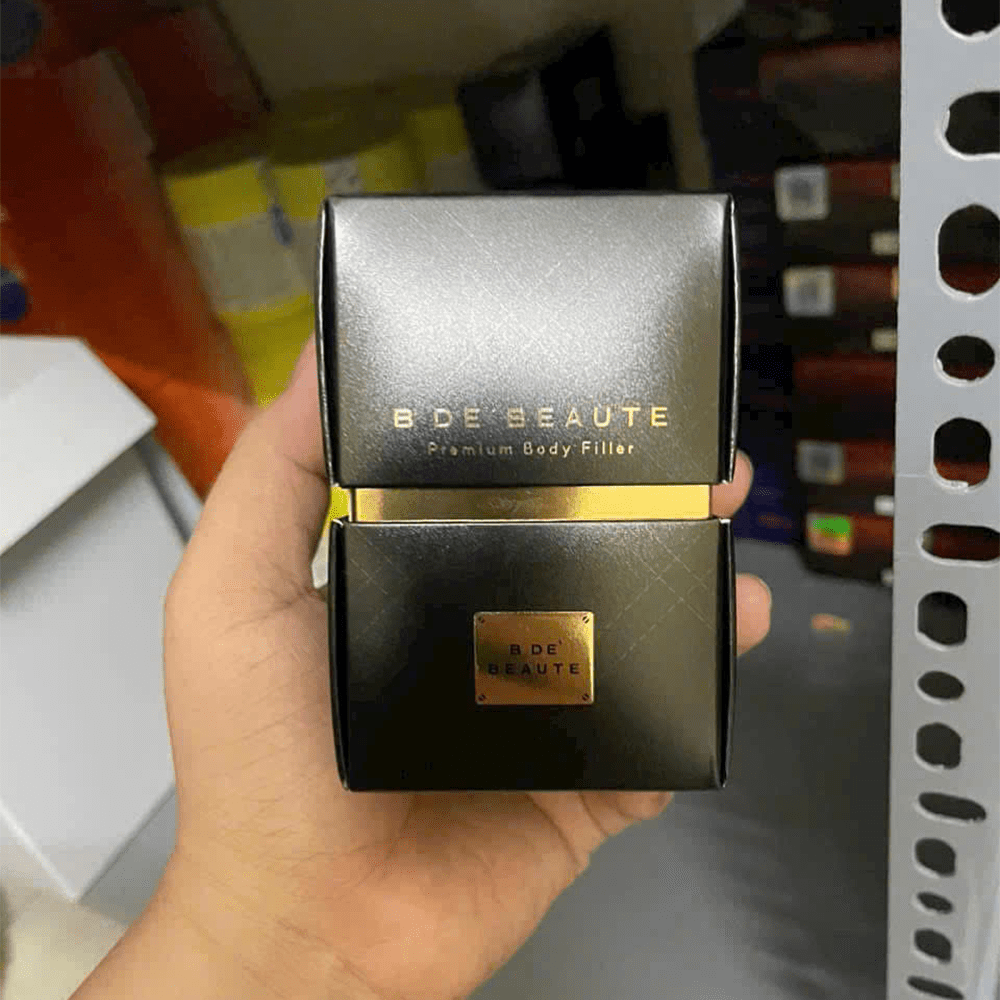 B DE' BEAUTE
Premium Body Filler
B DE'
BEAUTE